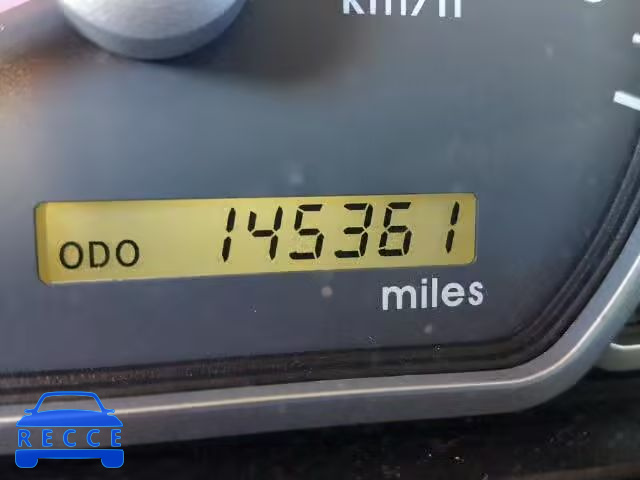 km/h
ODO 145361
miles
RECCE